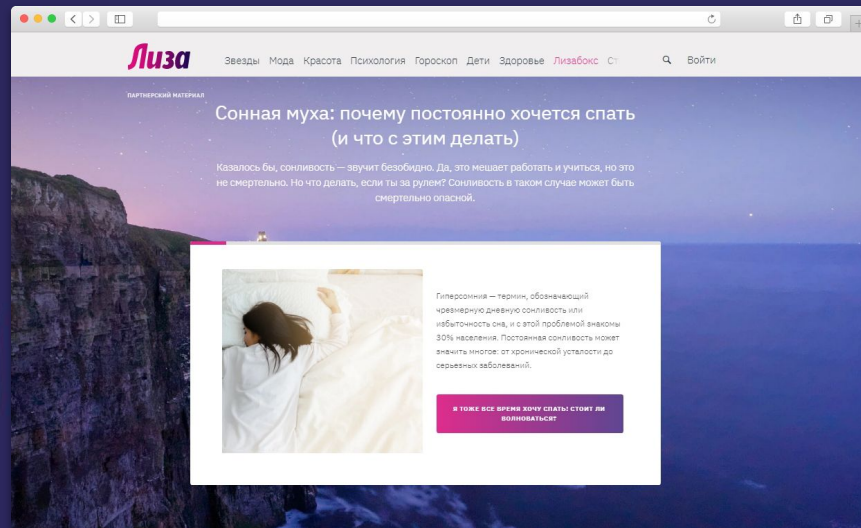 Лиза
Звезды Мода Красота Психология Гороскоп Дети Здоровье Лизабокс Ст
Войти
ПАРТНЕРСКИЙ МАТЕРИАЛ
Сонная муха: почему постоянно хочется спать
(и что с этим делать)
Казалось бы, сонливость — звучит безобидно. Да, это мешает работать и учиться, но это
не смертельно. Но что делать, если ты за рулем? Сонливость в таком случае может быть
смертельно опасной.
Гиперсомния — термин, обозначающий
чрезмерную дневную сонливость или
избыточность сна, и с этой проблемой знакомы
30% населения. Постоянная сонливость может
значить многое: от хронической усталости до
серьезных заболеваний.
Я ТОЖЕ ВСЕ ВРЕМЯ ХОЧУ СПАТЬ! СТОИТ ЛИ
ВОЛНОВАТЬСЯ?